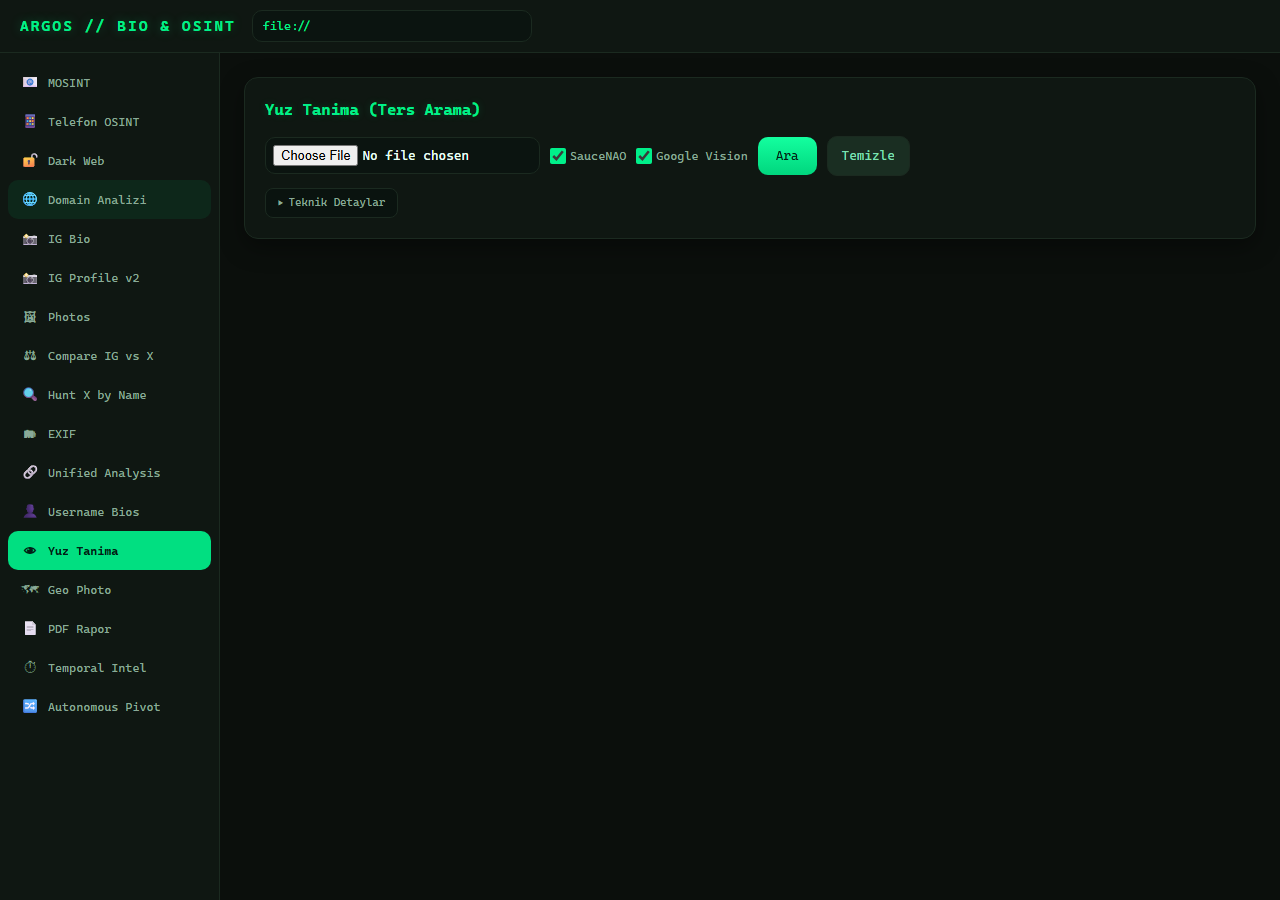 ARGOS // BIO & OSINT
file://
MOSINT
Telefon OSINT
Dark Web
Domain Analizi
IG Bio
IG Profile v2
Photos
Compare IG vs X
Hunt X by Name
EXIF
Unified Analysis
Username Bios
Yuz Tanima
Geo Photo
PDF Rapor
Temporal Intel
Autonomous Pivot
Yuz Tanima (Ters Arama)
Choose File No file chosen SauceNAO Google Vision Ara Temizle
▸ Teknik Detaylar